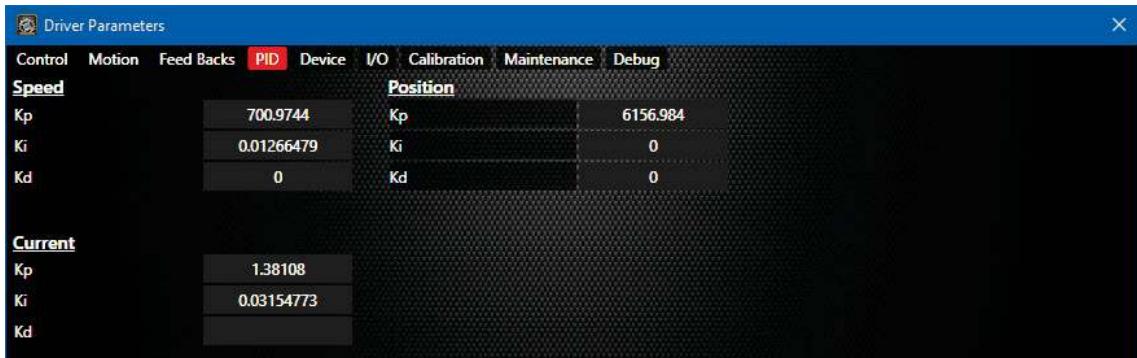 Driver Parameters
Control Motion Feed Backs PID Device I/O Calibration Maintenance Debug
Speed Position
Kp 700.9744 Kp 6156.984
Ki 0.01266479 Ki 0
Kd 0 Kd 0
Current
Kp 1.38108
Ki 0.03154773
Kd